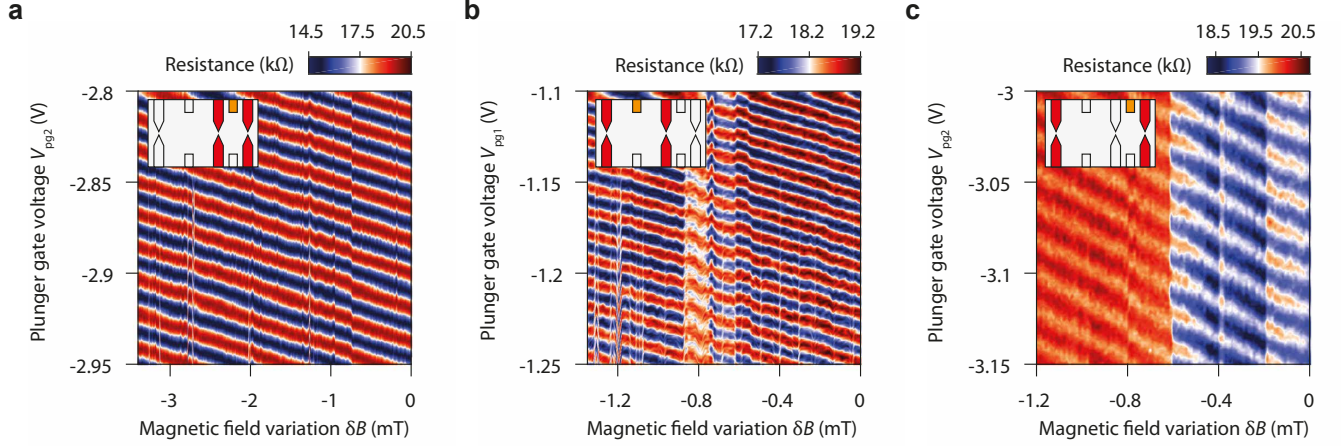 a
14.5 17.5 20.5
Resistance (kΩ)
-2.8
-2.85
-2.9
-2.95
Plunger gate voltage Vpg2 (V)
-3 -2 -1 0
Magnetic field variation δB (mT)
b
17.2 18.2 19.2
Resistance (kΩ)
-1.1
-1.15
-1.2
-1.25
Plunger gate voltage Vpg1 (V)
-1.2 -0.8 -0.4 0
Magnetic field variation δB (mT)
c
18.5 19.5 20.5
Resistance (kΩ)
-3
-3.05
-3.1
-3.15
Plunger gate voltage Vpg2 (V)
-1.2 -0.8 -0.4 0
Magnetic field variation δB (mT)